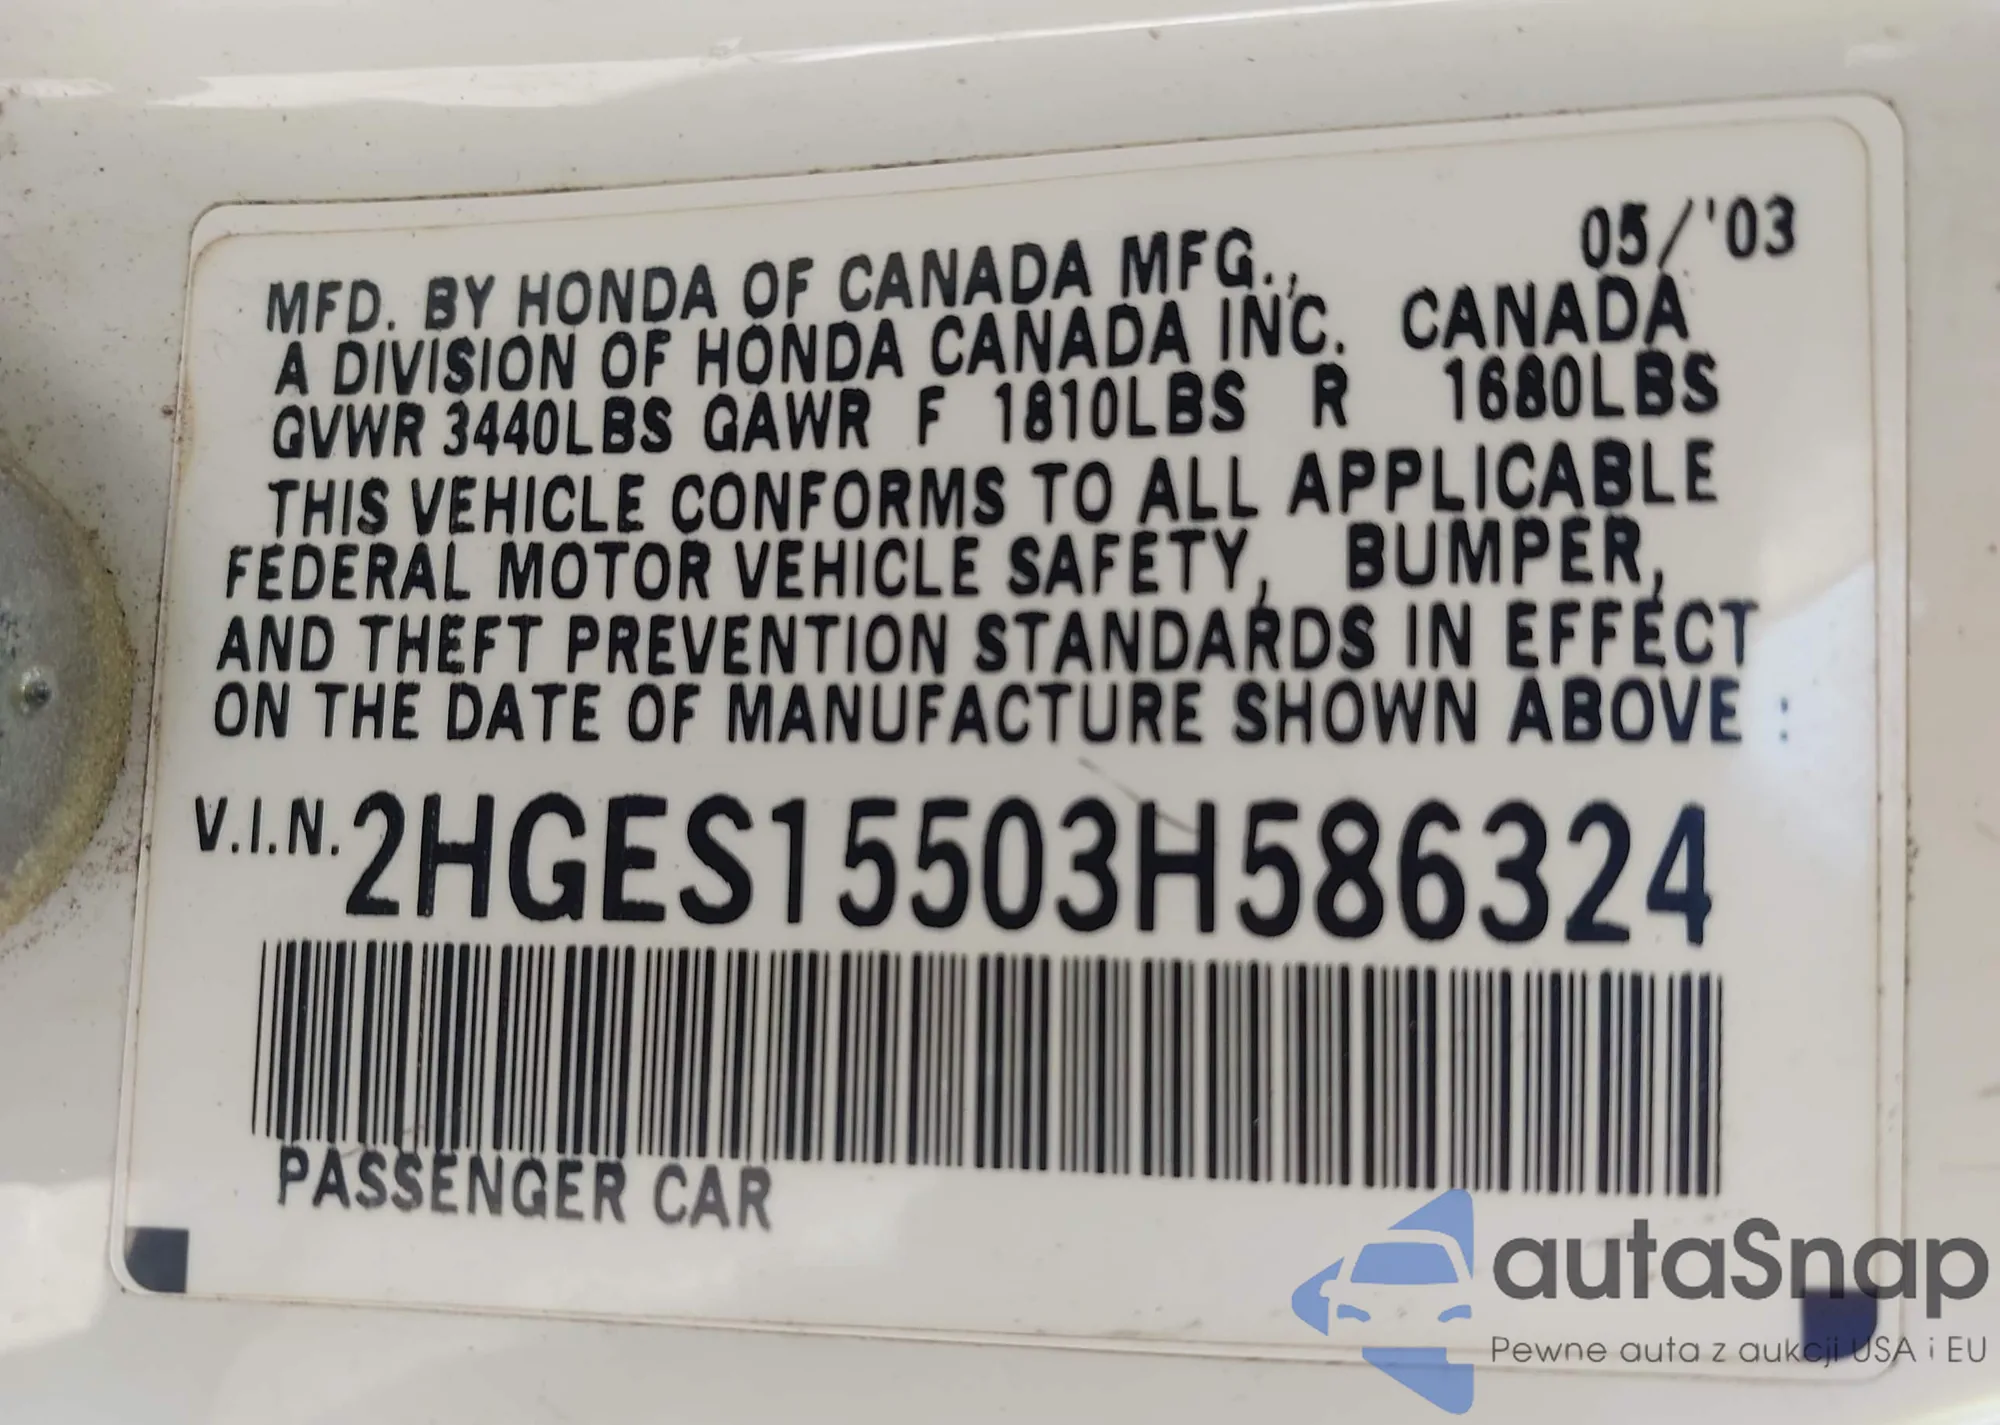 05/'03
MFD. BY HONDA OF CANADA MFG.,
A DIVISION OF HONDA CANADA INC. CANADA
GVWR 3440LBS GAWR F 1810LBS R 1680LBS
THIS VEHICLE CONFORMS TO ALL APPLICABLE
FEDERAL MOTOR VEHICLE SAFETY, BUMPER,
AND THEFT PREVENTION STANDARDS IN EFFECT
ON THE DATE OF MANUFACTURE SHOWN ABOVE :
V.I.N. 2HGES15503H586324
PASSENGER CAR
autaSnap
Pewne auta z aukcji USA i EU